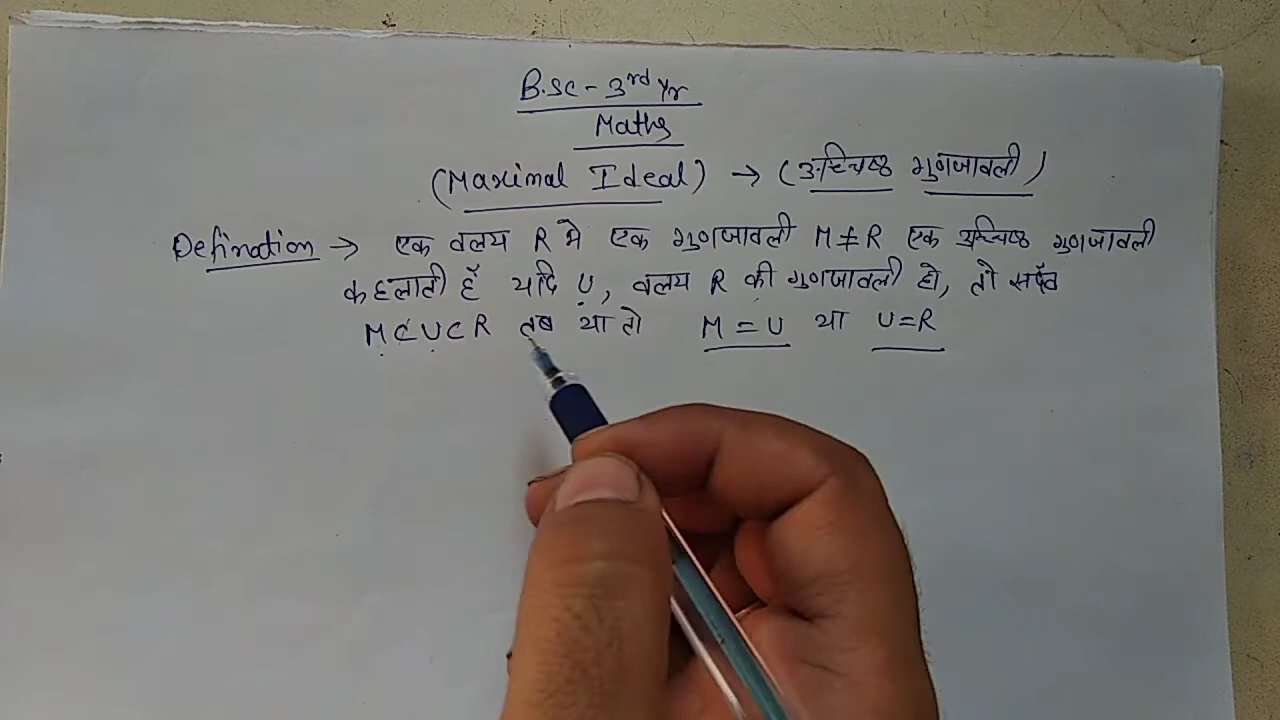 B.Sc - 3rd Yr
Maths
(Maximal Ideal) → (उच्चिष्ठ गुणजावली)
Defination → एक वलय R मे एक गुणजावली M ≠ R एक उच्चिष्ठ गुणजावली
कहलाती हैं यदि U, वलय R की गुणजावली हो, तो सदैव
M ⊂ U ⊂ R तब या तो M = U या U = R